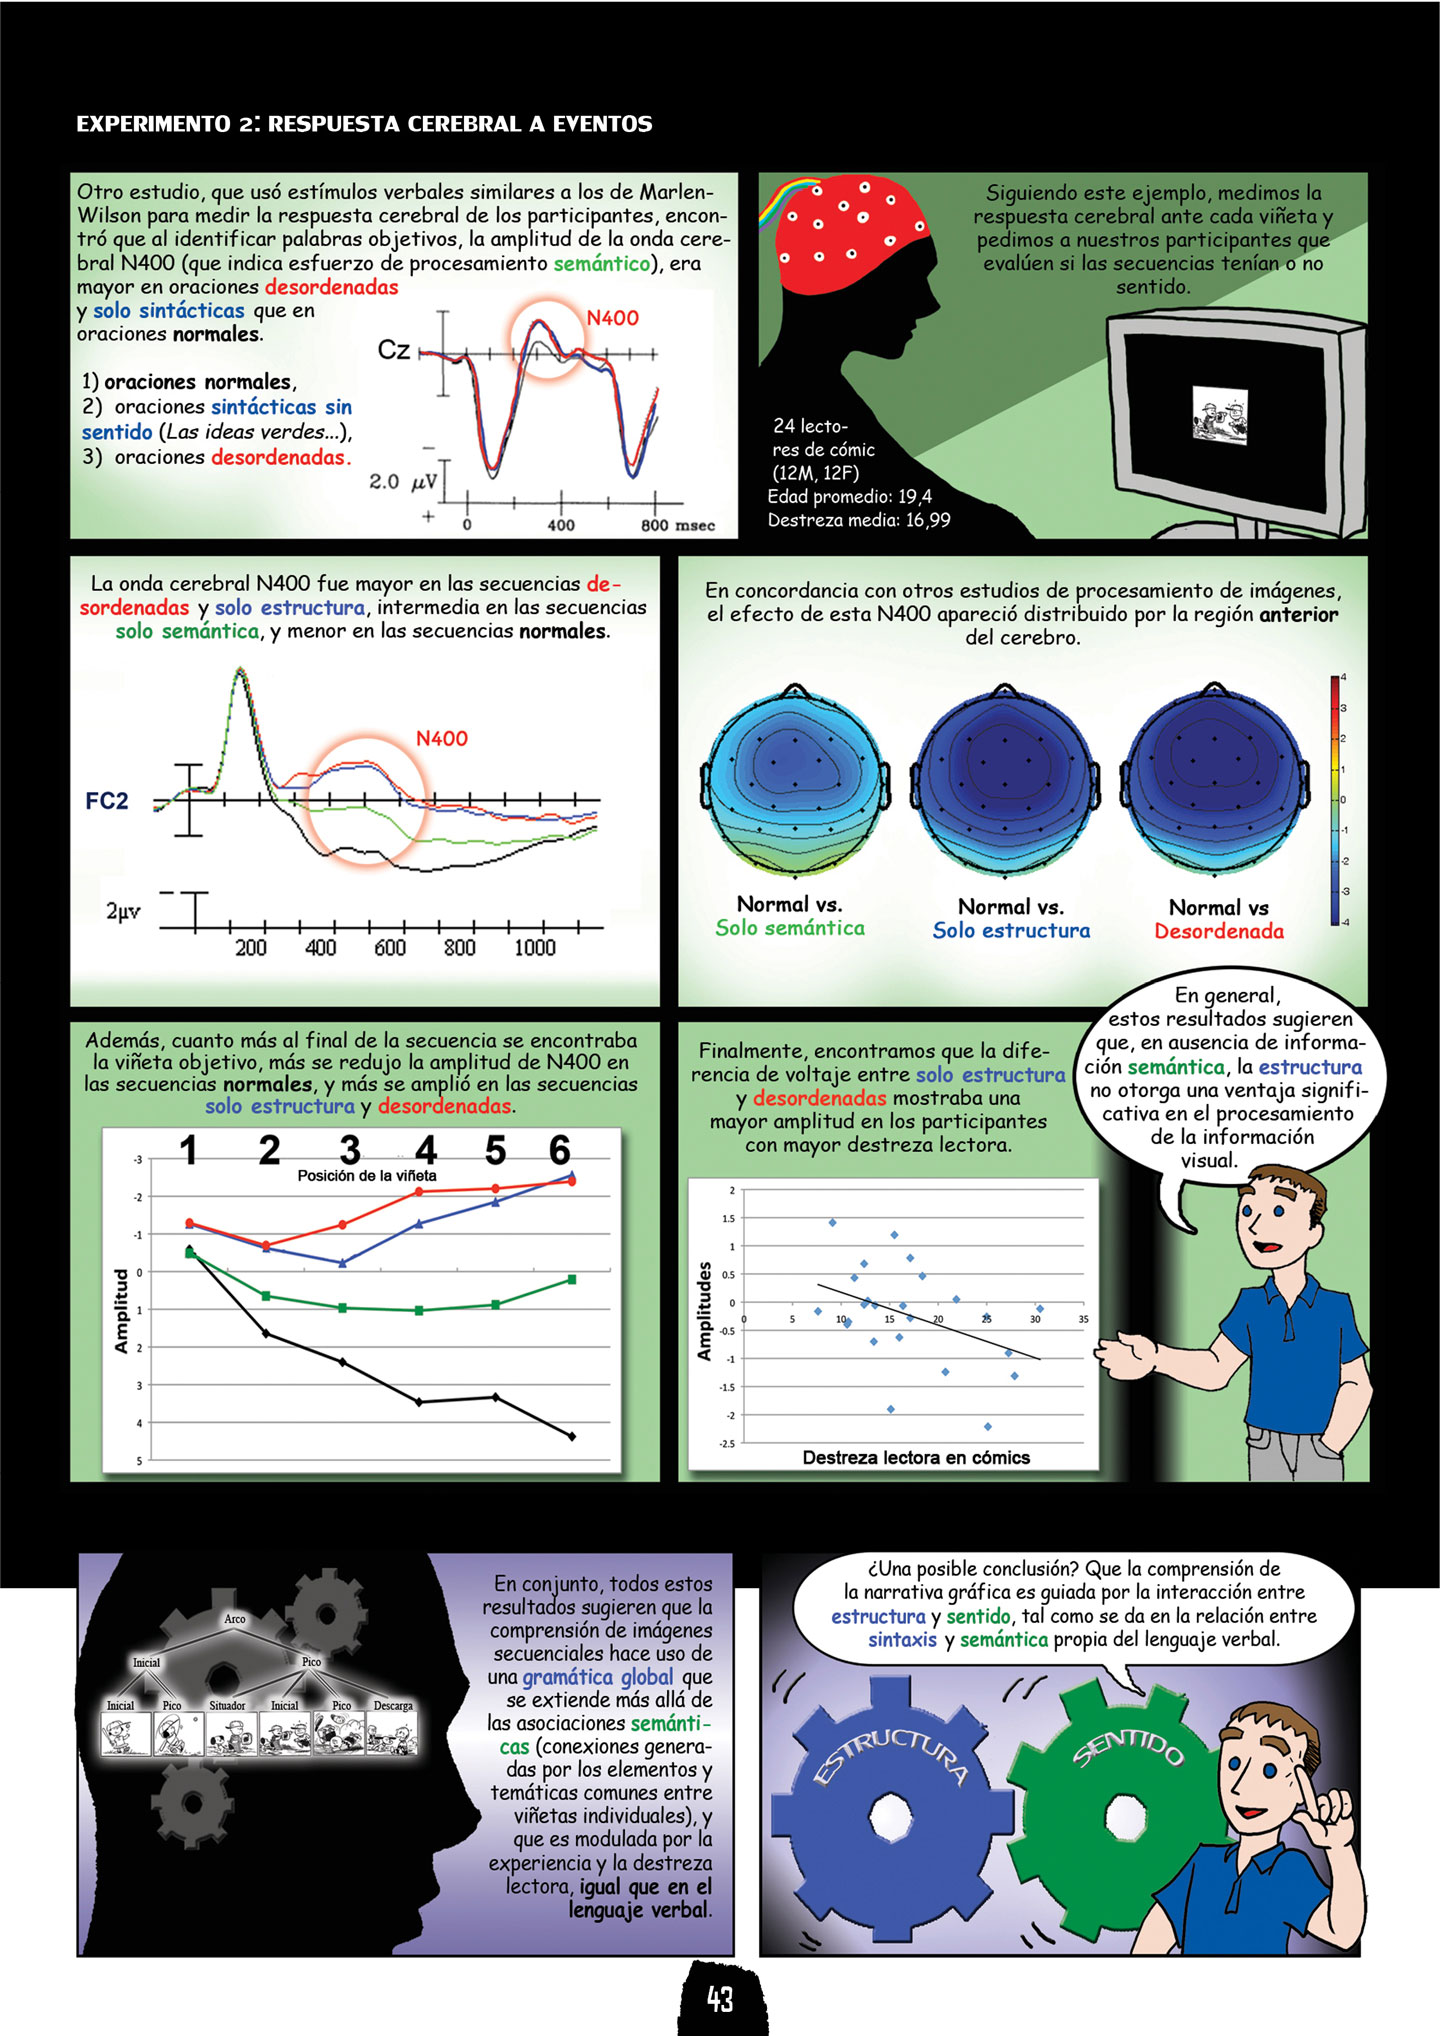 EXPERIMENTO 2: RESPUESTA CEREBRAL A EVENTOS
Otro estudio, que usó estímulos verbales similares a los de Marlen-
Wilson para medir la respuesta cerebral de los participantes, encon-
tró que al identificar palabras objetivos, la amplitud de la onda cere-
bral N400 (que indica esfuerzo de procesamiento semántico), era
mayor en oraciones desordenadas
y solo sintácticas que en
oraciones normales.
1) oraciones normales,
2) oraciones sintácticas sin
sentido (Las ideas verdes...),
3) oraciones desordenadas.
N400
Cz
2.0 µV
0 400 800 msec
Siguiendo este ejemplo, medimos la
respuesta cerebral ante cada viñeta y
pedimos a nuestros participantes que
evalúen si las secuencias tenían o no
sentido.
24 lecto-
res de cómic
(12M, 12F)
Edad promedio: 19,4
Destreza media: 16,99
La onda cerebral N400 fue mayor en las secuencias de-
sordenadas y solo estructura, intermedia en las secuencias
solo semántica, y menor en las secuencias normales.
N400
FC2
2µv
200 400 600 800 1000
En concordancia con otros estudios de procesamiento de imágenes,
el efecto de esta N400 apareció distribuido por la región anterior
del cerebro.
4
3
2
1
0
-1
-2
-3
-4
Normal vs.
Solo semántica
Normal vs.
Solo estructura
Normal vs
Desordenada
Además, cuanto más al final de la secuencia se encontraba
la viñeta objetivo, más se redujo la amplitud de N400 en
las secuencias normales, y más se amplió en las secuencias
solo estructura y desordenadas.
1 2 3 4 5 6
Posición de la viñeta
Amplitud
-3
-2
-1
0
1
2
3
4
5
Finalmente, encontramos que la dife-
rencia de voltaje entre solo estructura
y desordenadas mostraba una
mayor amplitud en los participantes
con mayor destreza lectora.
Amplitudes
2
1.5
1
0.5
0
-0.5
-1
-1.5
-2
-2.5
0 5 10 15 20 25 30 35
Destreza lectora en cómics
En general,
estos resultados sugieren
que, en ausencia de informa-
ción semántica, la estructura
no otorga una ventaja signifi-
cativa en el procesamiento
de la información
visual.
Arco
Inicial Pico
Inicial Pico Situador Inicial Pico Descarga
En conjunto, todos estos
resultados sugieren que la
comprensión de imágenes
secuenciales hace uso de
una gramática global que
se extiende más allá de
las asociaciones semánti-
cas (conexiones genera-
das por los elementos y
temáticas comunes entre
viñetas individuales), y
que es modulada por la
experiencia y la destreza
lectora, igual que en el
lenguaje verbal.
¿Una posible conclusión? Que la comprensión de
la narrativa gráfica es guiada por la interacción entre
estructura y sentido, tal como se da en la relación entre
sintaxis y semántica propia del lenguaje verbal.
ESTRUCTURA
SENTIDO
43